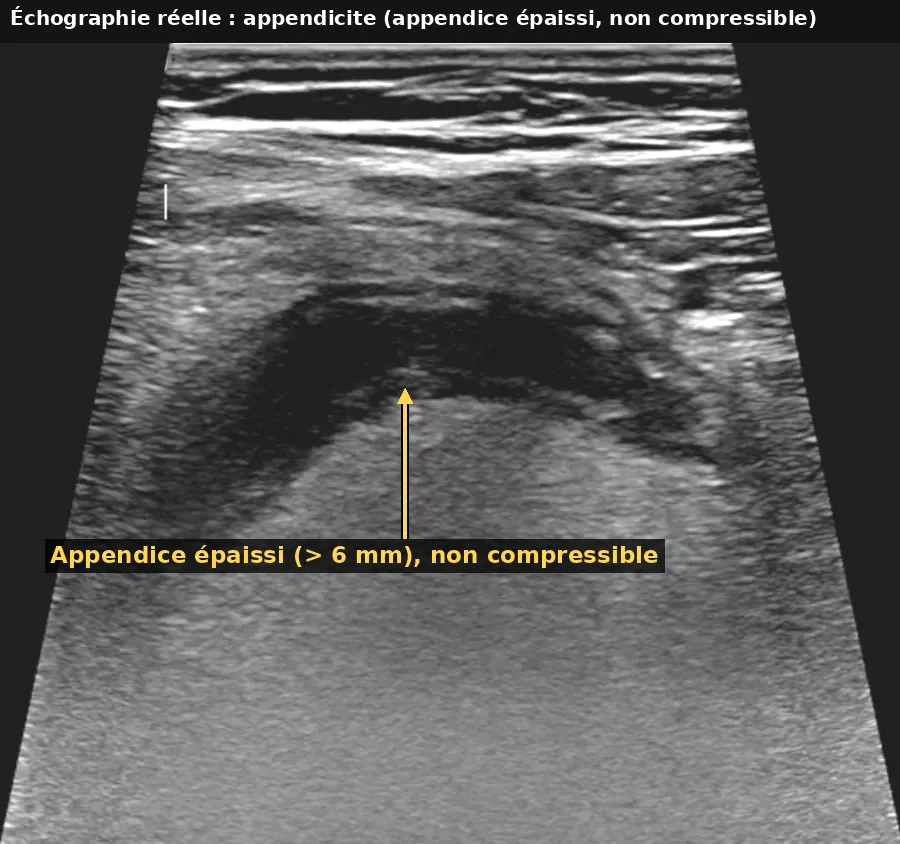 Échographie réelle : appendicite (appendice épaissi, non compressible)
Appendice épaissi (> 6 mm), non compressible